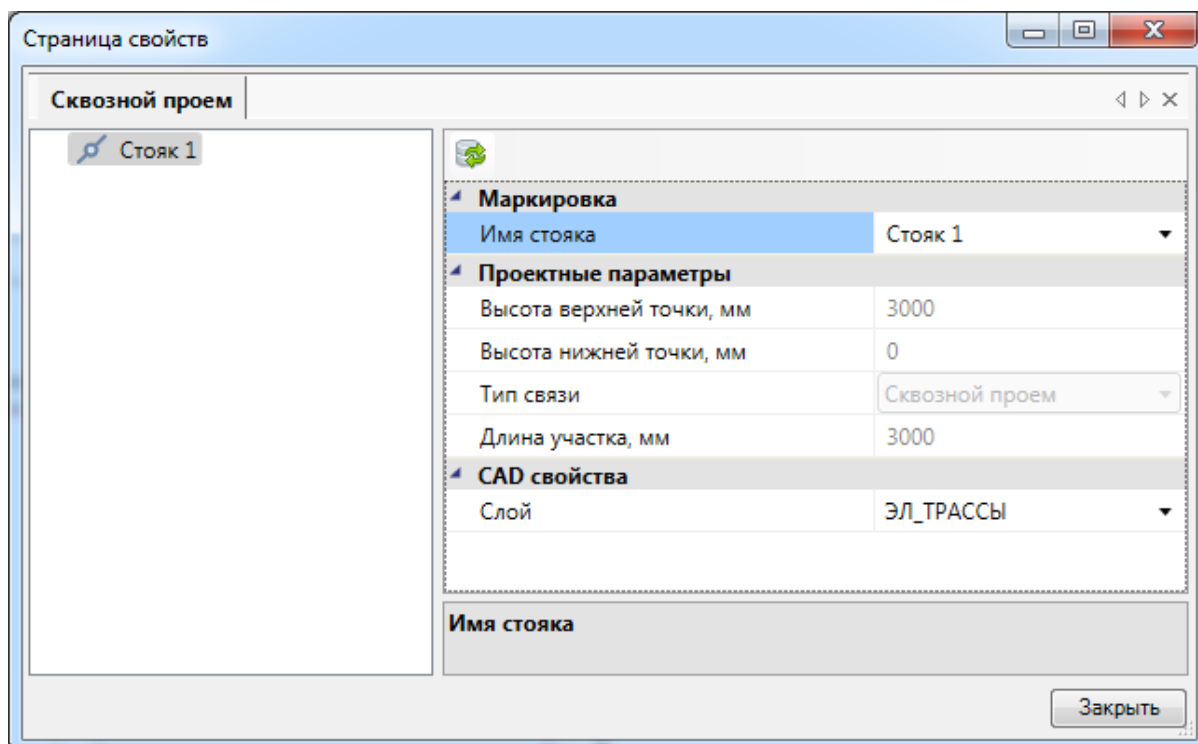 Страница свойств
Сквозной проем
Стояк 1
Маркировка
Имя стояка Стояк 1
Проектные параметры
Высота верхней точки, мм 3000
Высота нижней точки, мм 0
Тип связи Сквозной проем
Длина участка, мм 3000
CAD свойства
Слой ЭЛ_ТРАССЫ
Имя стояка
Закрыть